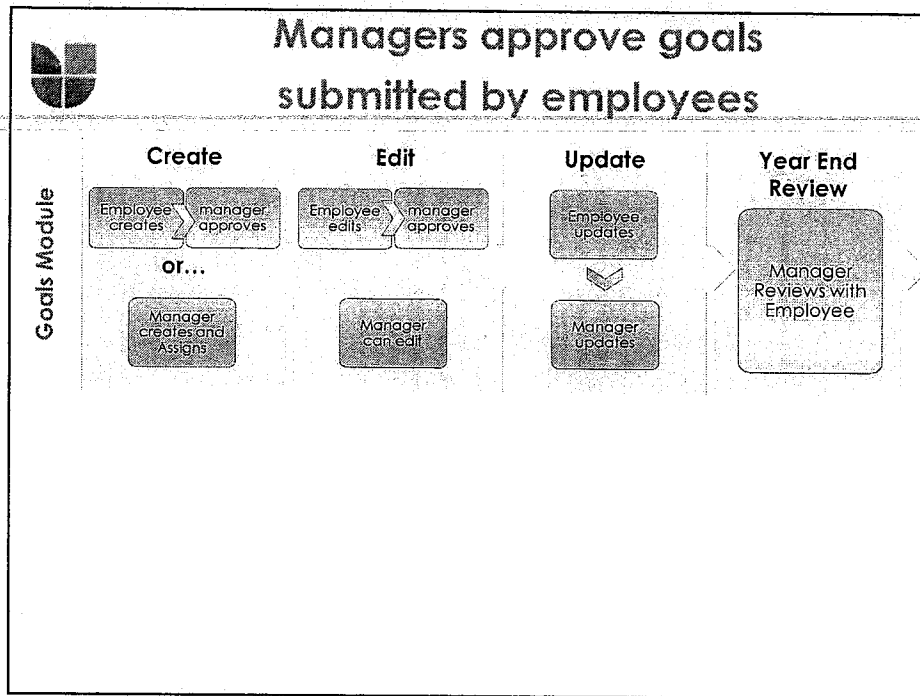 Managers approve goals
submitted by employees
Goals Module
Create
Employee
creates
manager
approves
or...
Manager
creates and
Assigns
Edit
Employee
edits
manager
approves
Manager
can edit
Update
Employee
updates
Manager
updates
Year End
Review
Manager
Reviews with
Employee